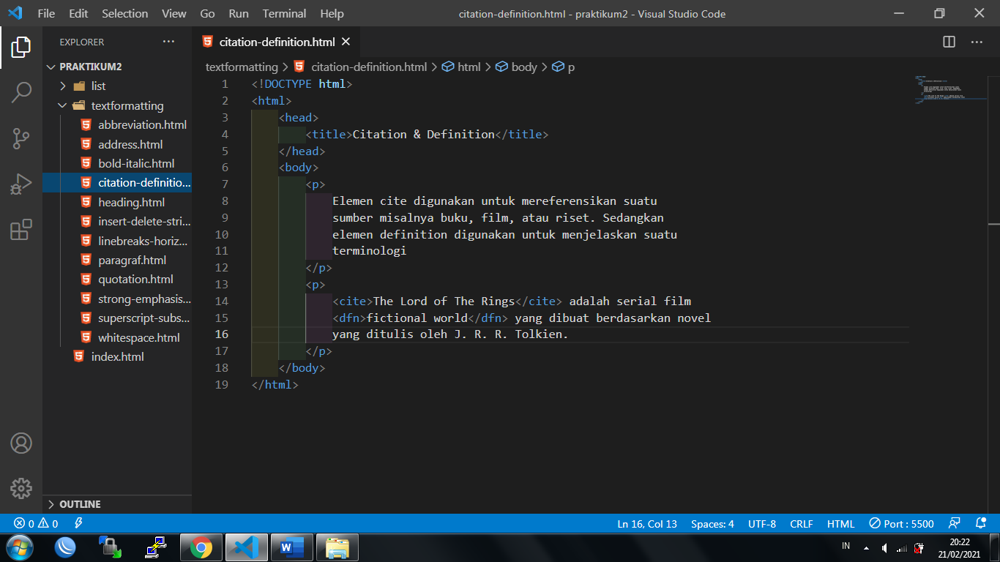 File Edit Selection View Go Run Terminal Help
citation-definition.html - praktikum2 - Visual Studio Code
EXPLORER
PRAKTIKUM2
list
textformatting
abbreviation.html
address.html
bold-italic.html
citation-definitio...
heading.html
insert-delete-stri...
linebreaks-horiz...
paragraf.html
quotation.html
strong-emphasis...
superscript-subs...
whitespace.html
index.html
OUTLINE
citation-definition.html
textformatting > citation-definition.html > html > body > p
1 <!DOCTYPE html>
2 <html>
3 <head>
4 <title>Citation & Definition</title>
5 </head>
6 <body>
7 <p>
8 Elemen cite digunakan untuk mereferensikan suatu
9 sumber misalnya buku, film, atau riset. Sedangkan
10 elemen definition digunakan untuk menjelaskan suatu
11 terminologi
12 </p>
13 <p>
14 <cite>The Lord of The Rings</cite> adalah serial film
15 <dfn>fictional world</dfn> yang dibuat berdasarkan novel
16 yang ditulis oleh J. R. R. Tolkien.
17 </p>
18 </body>
19 </html>
0 0
Ln 16, Col 13 Spaces: 4 UTF-8 CRLF HTML Port : 5500
IN
20:22
21/02/2021